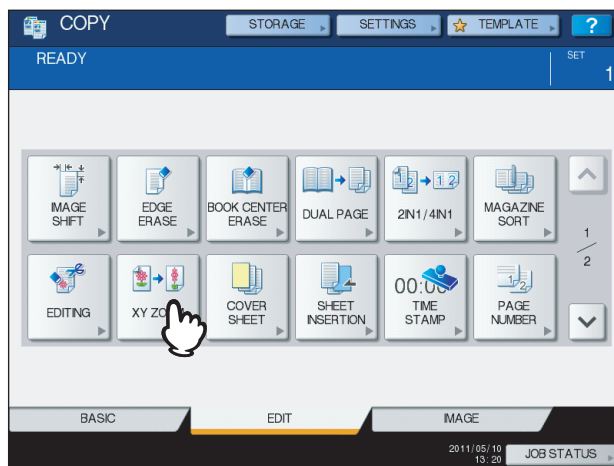 COPY
STORAGE
SETTINGS
TEMPLATE
?
READY
SET
1
IMAGE
SHIFT
EDGE
ERASE
BOOK CENTER
ERASE
DUAL PAGE
2IN1 / 4IN1
MAGAZINE
SORT
1
2
EDITING
XY ZO
COVER
SHEET
SHEET
INSERTION
00:00
TIME
STAMP
PAGE
NUMBER
BASIC
EDIT
IMAGE
2011/05/10
13:20
JOB STATUS